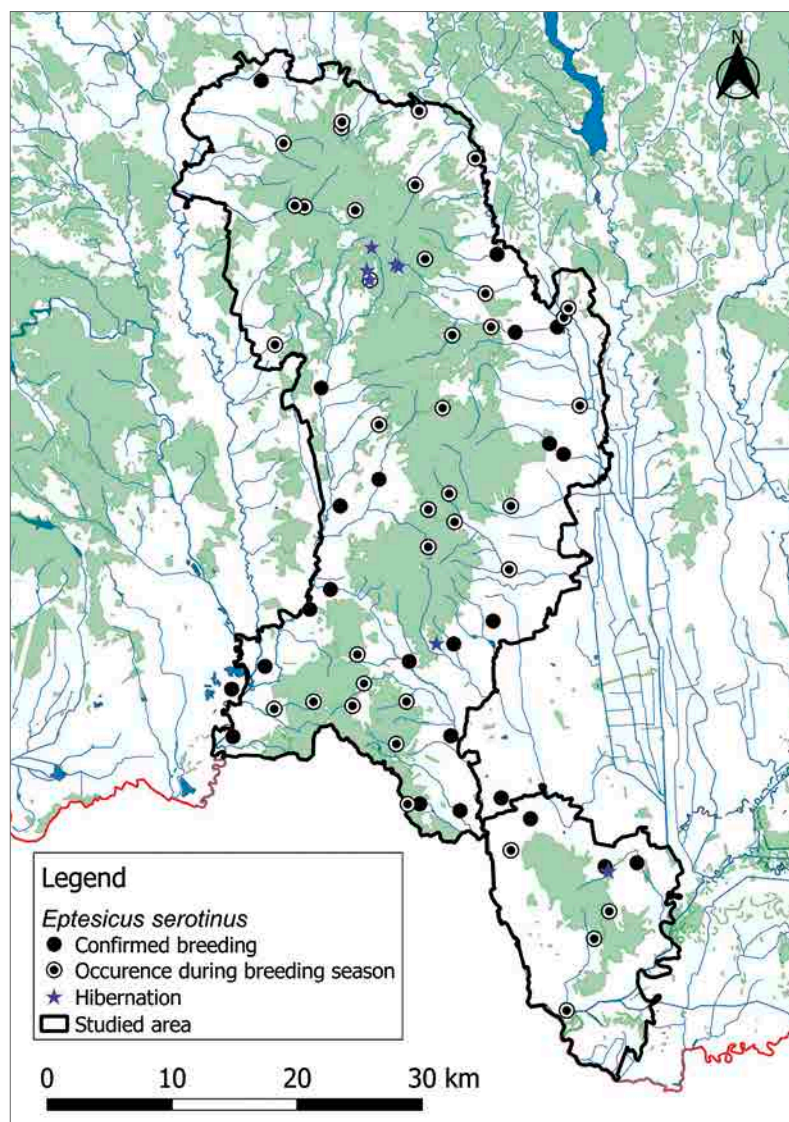 N
Legend
Eptesicus serotinus
Confirmed breeding
Occurence during breeding season
Hibernation
Studied area
0 10 20 30 km